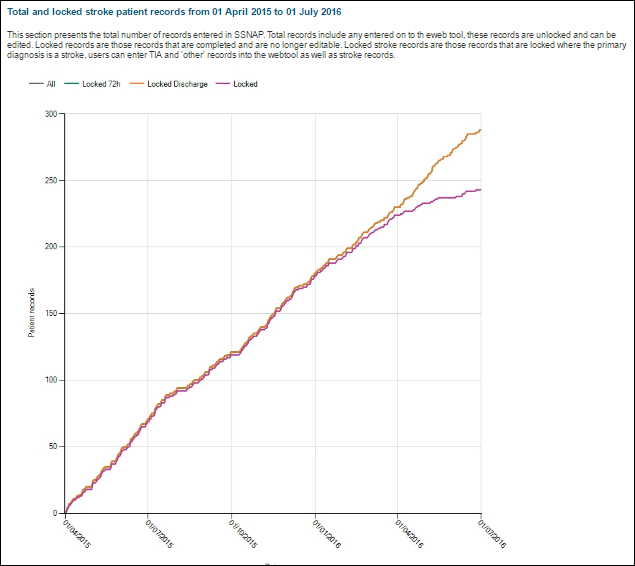 Total and locked stroke patient records from 01 April 2015 to 01 July 2016
This section presents the total number of records entered in SSNAP. Total records include any entered on to th eweb tool, these records are unlocked and can be
edited. Locked records are those records that are completed and are no longer editable. Locked stroke records are those records that are locked where the primary
diagnosis is a stroke, users can enter TIA and 'other' records into the webtool as well as stroke records.
All Locked 72h Locked Discharge Locked
300
250
200
150
100
50
0
Patient records
01/04/2015 01/07/2015 01/10/2015 01/01/2016 01/04/2016 01/07/2016